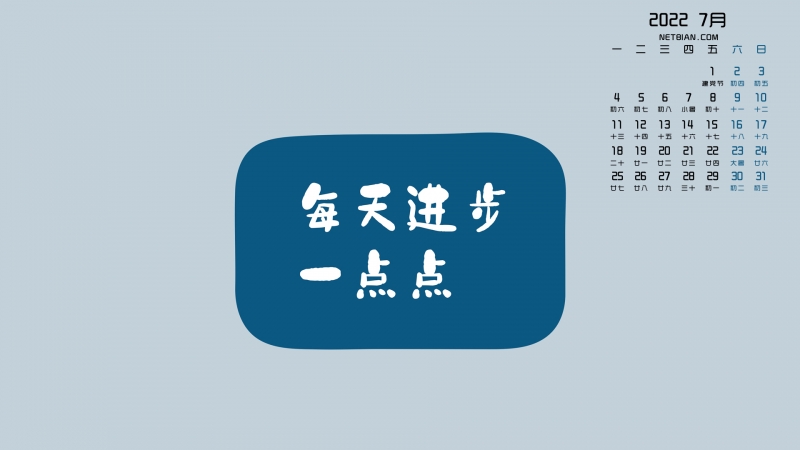 2022 7月
NETBIAN.COM
一 二 三 四 五 六 日
1 2 3
建党节 初四 初五
4 5 6 7 8 9 10
初六 初七 初八 小暑 初十 十一 十二
11 12 13 14 15 16 17
十三 十四 十五 十六 十七 十八 十九
18 19 20 21 22 23 24
二十 廿一 廿二 廿三 廿四 大暑 廿六
25 26 27 28 29 30 31
廿七 廿八 廿九 三十 初一 初二 初三
每天进步
一点点